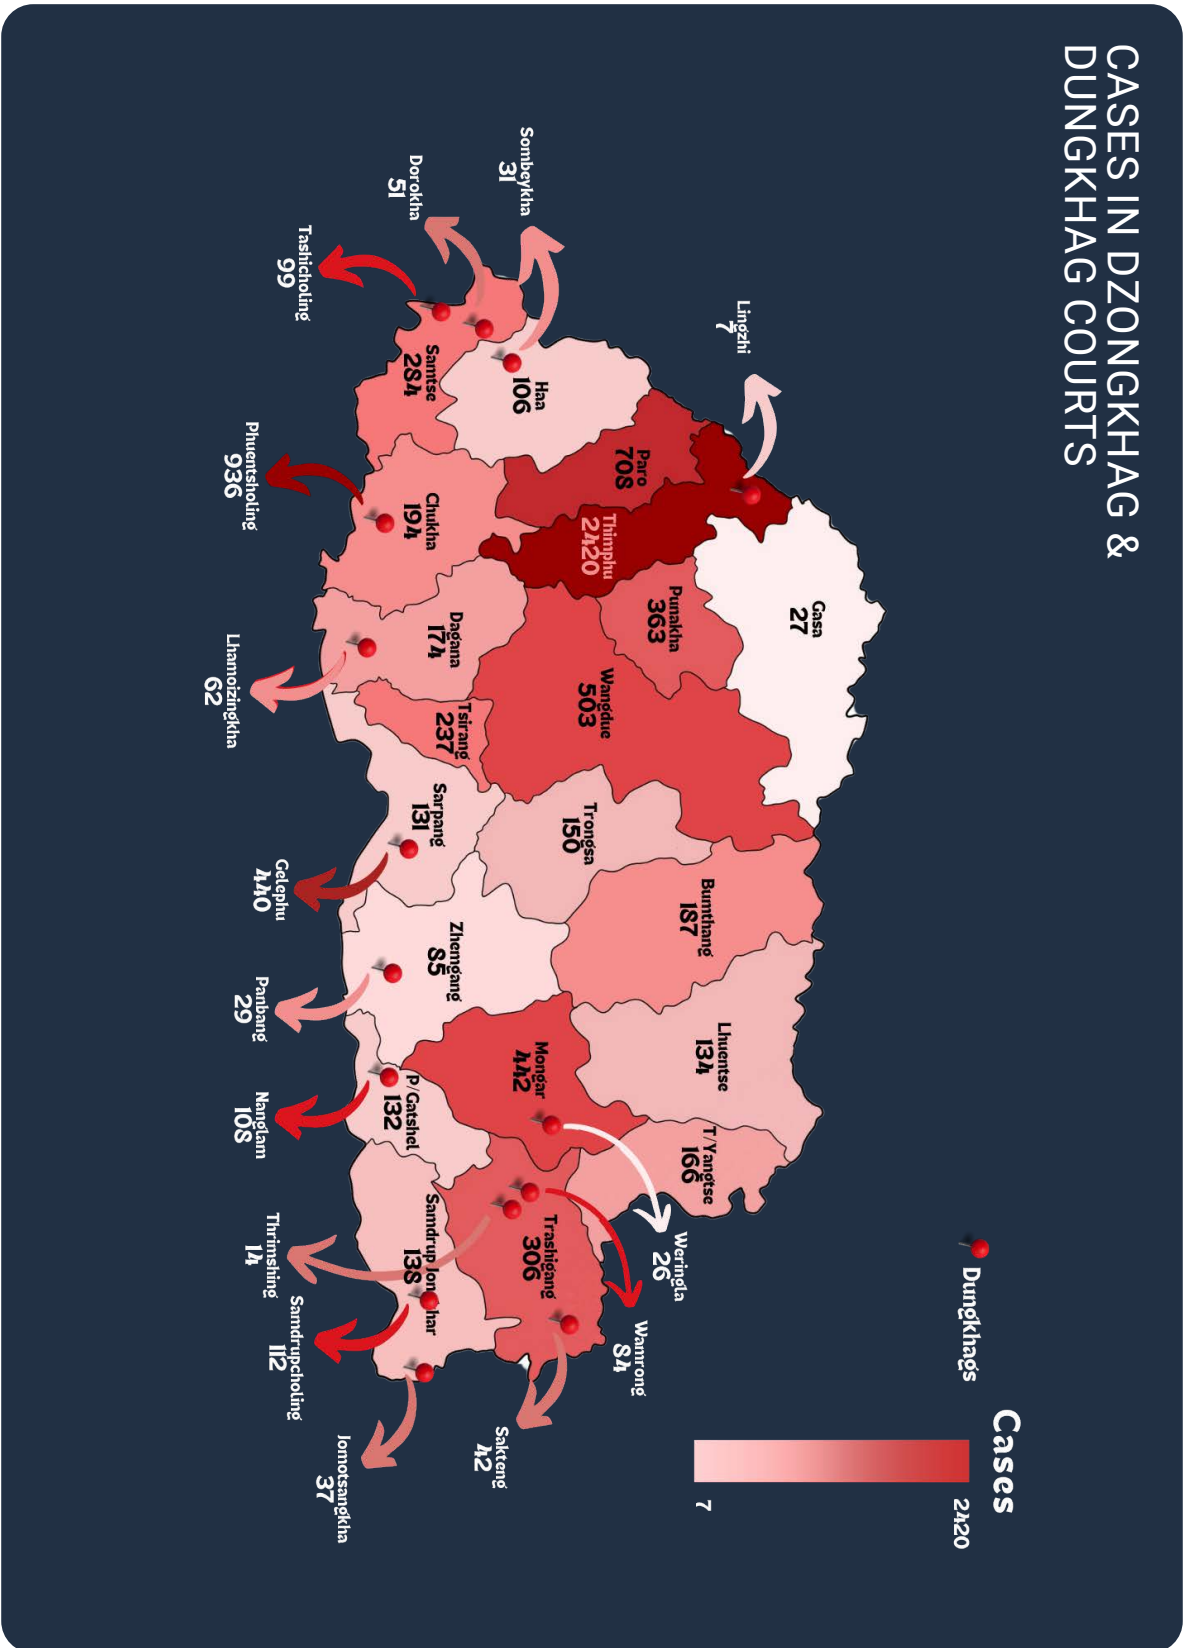 CASES IN DZONGKHAG &
DUNGKHAG COURTS
Dungkhags
Cases
7
2420
Lingzhi
7
Gasa
27
Sombeykha
31
Dorokha
51
Tashicholing
99
Haa
106
Samtse
284
Paro
708
Thimphu
2420
Punakha
363
Wangdue
503
Phuentsholing
936
Chukha
194
Dagana
174
Lhamoizingkha
62
Tsirang
237
Sarpang
131
Gelephu
440
Trongsa
150
Bumthang
187
Zhemgang
85
Panbang
29
Lhuentse
134
Mongar
442
P/Gatshel
132
Nanglam
108
T/Yangtse
166
Weringla
26
Trashigang
306
Wamrong
84
Thrimshing
14
Samdrup Jon har
138
Samdrupcholing
112
Sakteng
42
Jomotsangkha
37